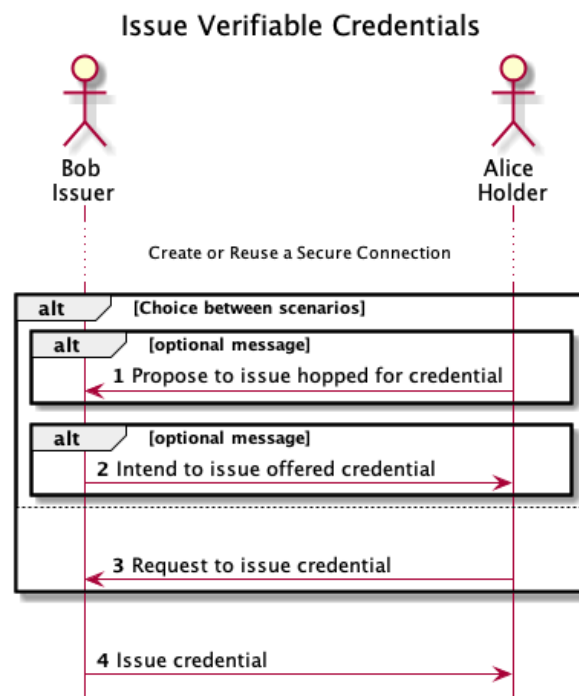 Issue Verifiable Credentials
Bob
Issuer
Alice
Holder
Create or Reuse a Secure Connection
alt [Choice between scenarios]
alt [optional message]
1 Propose to issue hopped for credential
alt [optional message]
2 Intend to issue offered credential
3 Request to issue credential
4 Issue credential